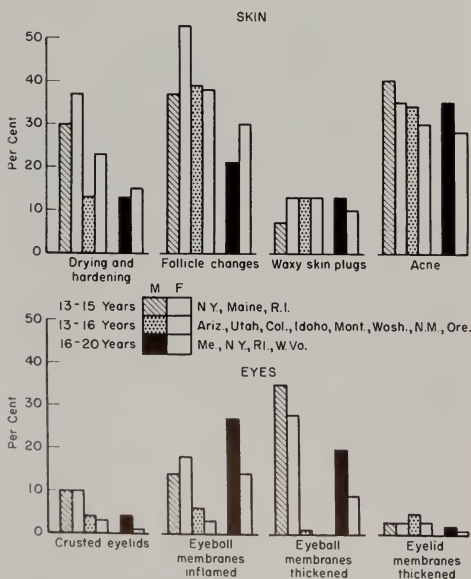 SKIN
50
40
30
20
10
0
Per Cent
Drying and hardening
Follicle changes
Waxy skin plugs
Acne
M F
13-15 Years N.Y., Maine, R.I.
13-16 Years Ariz., Utah, Col., Idaho, Mont., Wash., N.M., Ore.
16-20 Years Me., N.Y., R.I., W.Va.
EYES
50
40
30
20
10
0
Per Cent
Crusted eyelids
Eyeball membranes inflamed
Eyeball membranes thickened
Eyelid membranes thickened